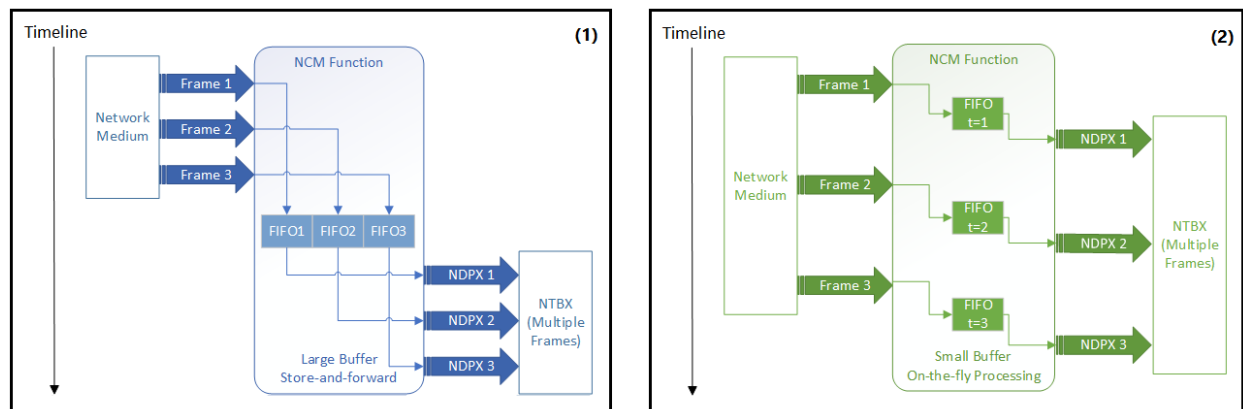 Timeline
(1)
NCM Function
Frame 1
Network
Medium
Frame 2
Frame 3
FIFO1
FIFO2
FIFO3
NDPX 1
NDPX 2
NTBX
(Multiple
Frames)
NDPX 3
Large Buffer
Store-and-forward
Timeline
(2)
NCM Function
Frame 1
FIFO
t=1
NDPX 1
Network
Medium
Frame 2
FIFO
t=2
NDPX 2
NTBX
(Multiple
Frames)
Frame 3
FIFO
t=3
NDPX 3
Small Buffer
On-the-fly Processing